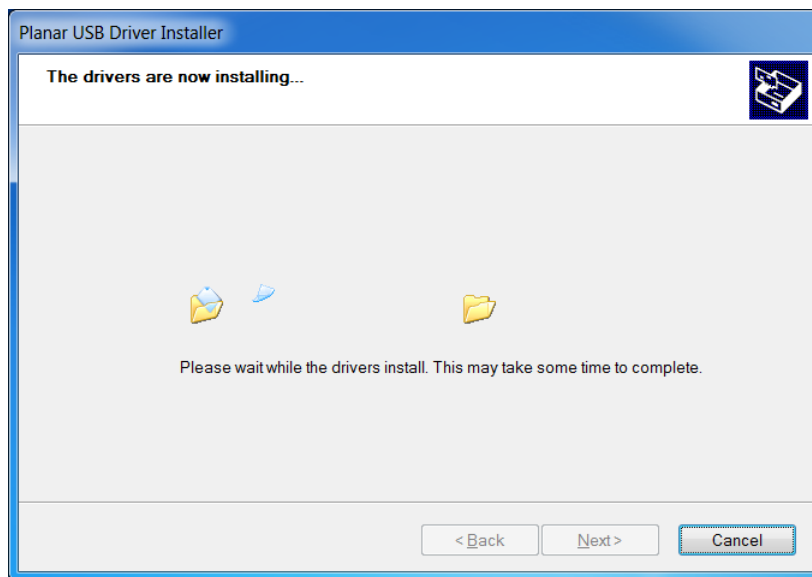 Planar USB Driver Installer
The drivers are now installing...
Please wait while the drivers install. This may take some time to complete.
< Back
Next >
Cancel